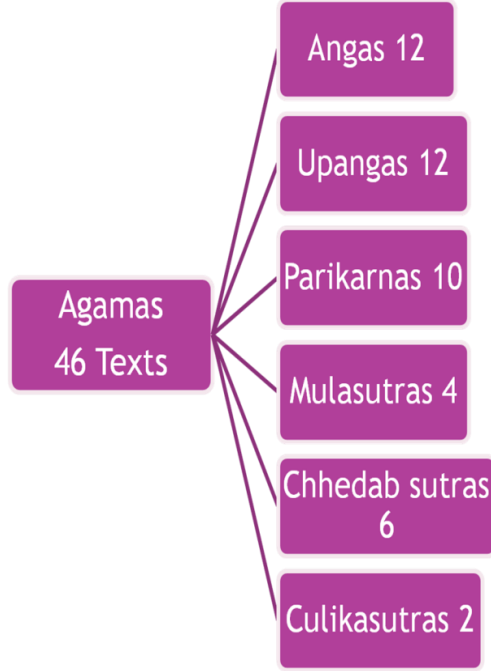 Agamas
46 Texts
Angas 12
Upangas 12
Parikarnas 10
Mulasutras 4
Chhedab sutras
6
Culikasutras 2